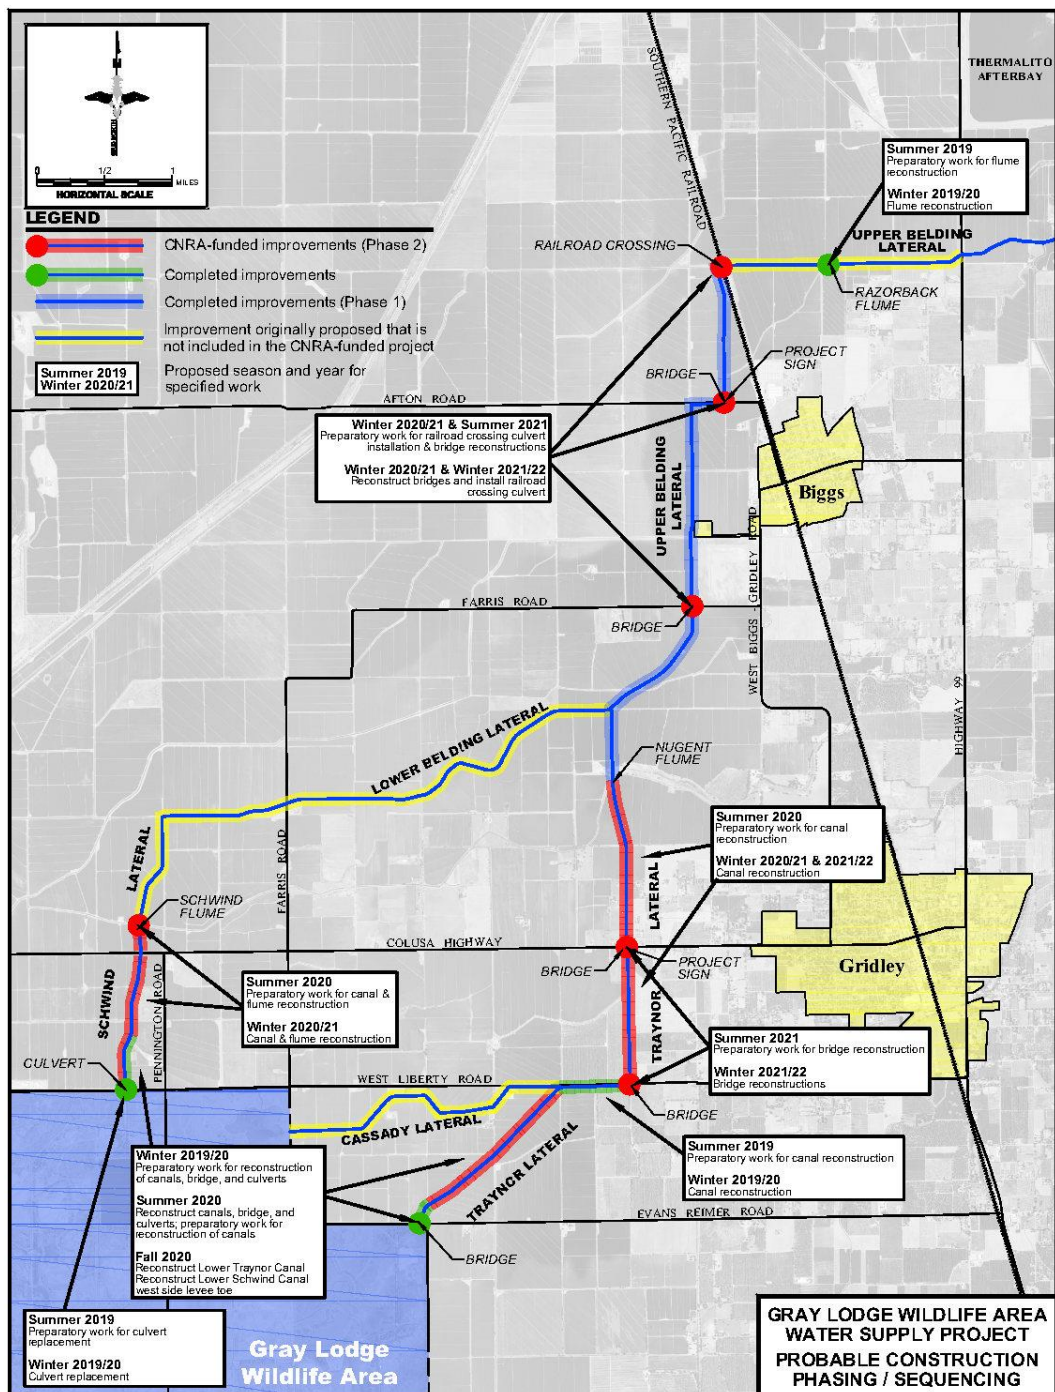 THERMALITO
AFTERBAY
N
0
1/2
1
MILES
HORIZONTAL SCALE
SOUTHERN PACIFIC RAILROAD
Summer 2019
Preparatory work for flume
reconstruction
Winter 2019/20
Flume reconstruction
LEGEND
CNRA-funded improvements (Phase 2)
Completed improvements
Completed improvements (Phase 1)
Improvement originally proposed that is
not included in the CNRA-funded project
Summer 2019
Winter 2020/21
Proposed season and year for
specified work
RAILROAD CROSSING
UPPER BELDING
LATERAL
RAZORBACK
FLUME
PROJECT
SIGN
BRIDGE
AFTON ROAD
Winter 2020/21 & Summer 2021
Preparatory work for railroad crossing culvert
installation & bridge reconstructions
Winter 2020/21 & Winter 2021/22
Reconstruct bridges and install railroad
crossing culvert
UPPER BELDING
LATERAL
Biggs
WEST BIGGS - GRIDLEY ROAD
FARRIS ROAD
BRIDGE
HIGHWAY 99
LOWER BELDING LATERAL
NUGENT
FLUME
Summer 2020
Preparatory work for canal
reconstruction
Winter 2020/21 & 2021/22
Canal reconstruction
FARRIS ROAD
LATERAL
SCHWIND
FLUME
LATERAL
COLUSA HIGHWAY
BRIDGE
PROJECT
SIGN
Gridley
SCHWIND
PENNINGTON ROAD
Summer 2020
Preparatory work for canal &
flume reconstruction
Winter 2020/21
Canal & flume reconstruction
TRAYNOR
Summer 2021
Preparatory work for bridge reconstruction
Winter 2021/22
Bridge reconstructions
CULVERT
WEST LIBERTY ROAD
BRIDGE
CASSADY LATERAL
TRAYNOR LATERAL
Summer 2019
Preparatory work for canal reconstruction
Winter 2019/20
Canal reconstruction
Winter 2019/20
Preparatory work for reconstruction
of canals, bridge, and culverts
Summer 2020
Reconstruct canals, bridge, and
culverts; preparatory work for
reconstruction of canals
Fall 2020
Reconstruct Lower Traynor Canal
Reconstruct Lower Schwind Canal
west side levee toe
EVANS REIMER ROAD
BRIDGE
Summer 2019
Preparatory work for culvert
replacement
Winter 2019/20
Culvert replacement
Gray Lodge
Wildlife Area
GRAY LODGE WILDLIFE AREA
WATER SUPPLY PROJECT
PROBABLE CONSTRUCTION
PHASING / SEQUENCING